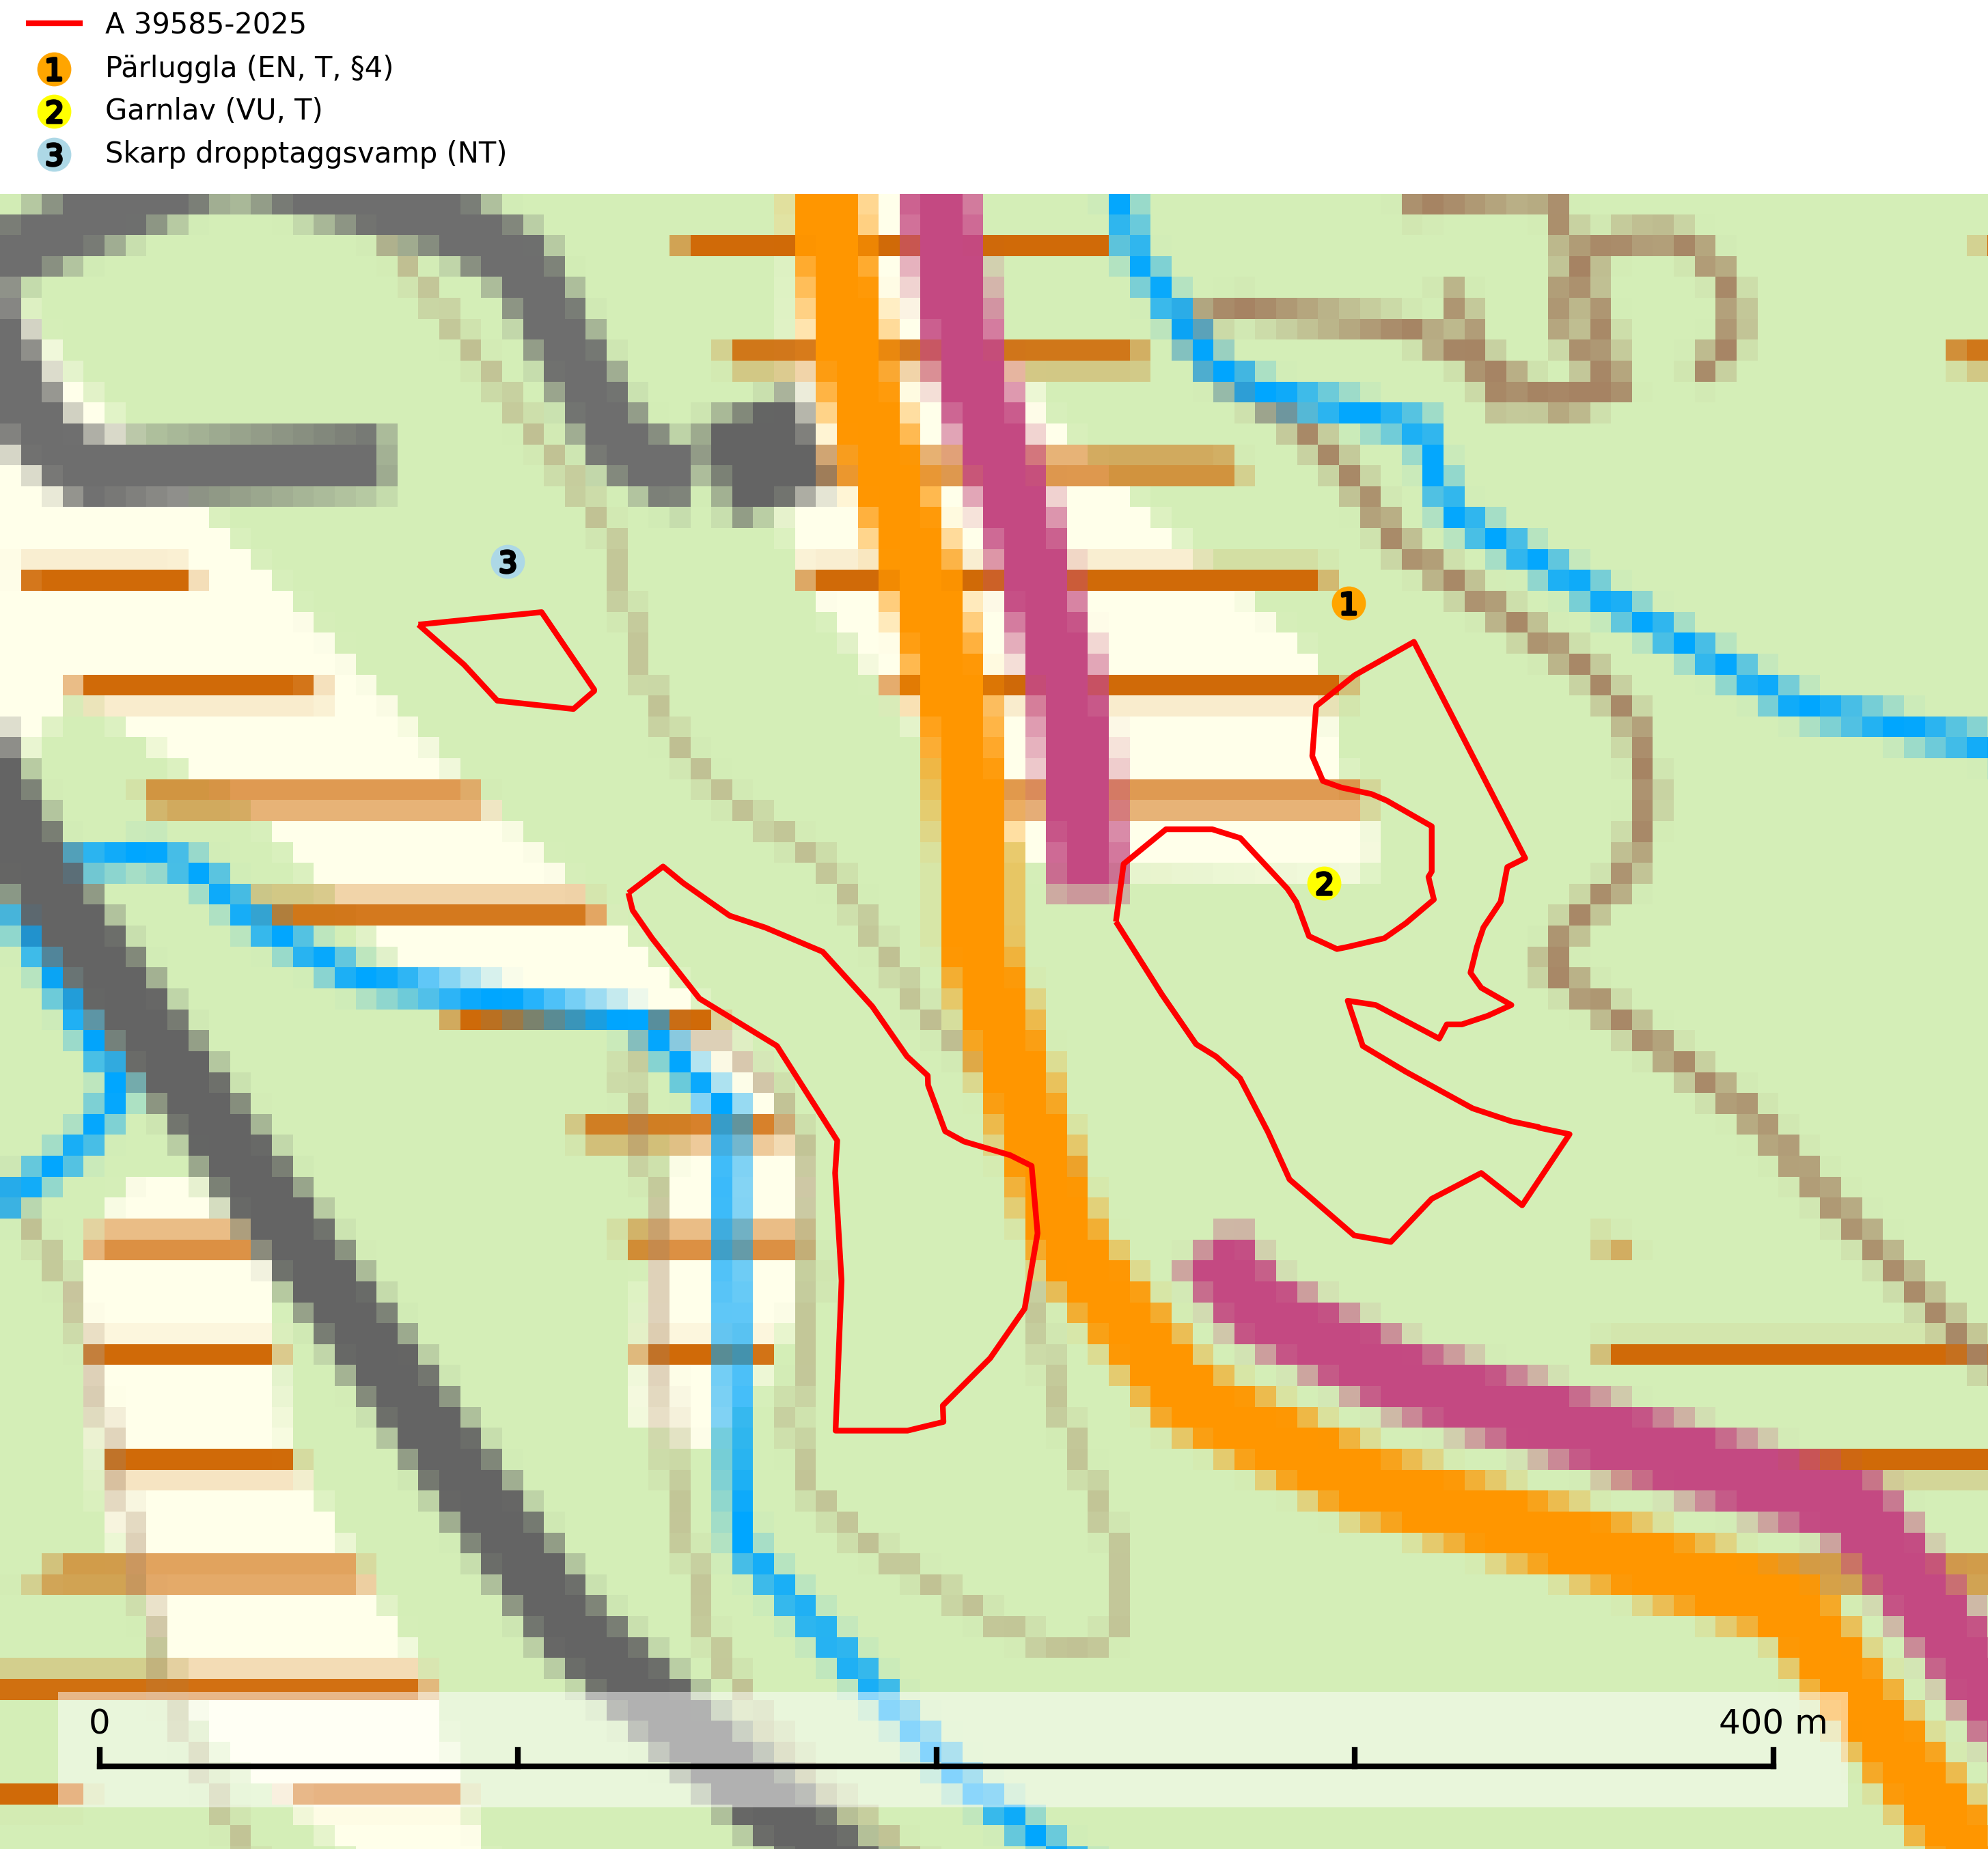 A 39585-2025
1 Pärluggla (EN, T, §4)
2 Garnlav (VU, T)
3 Skarp dropptaggsvamp (NT)
3
1
2
0 400 m